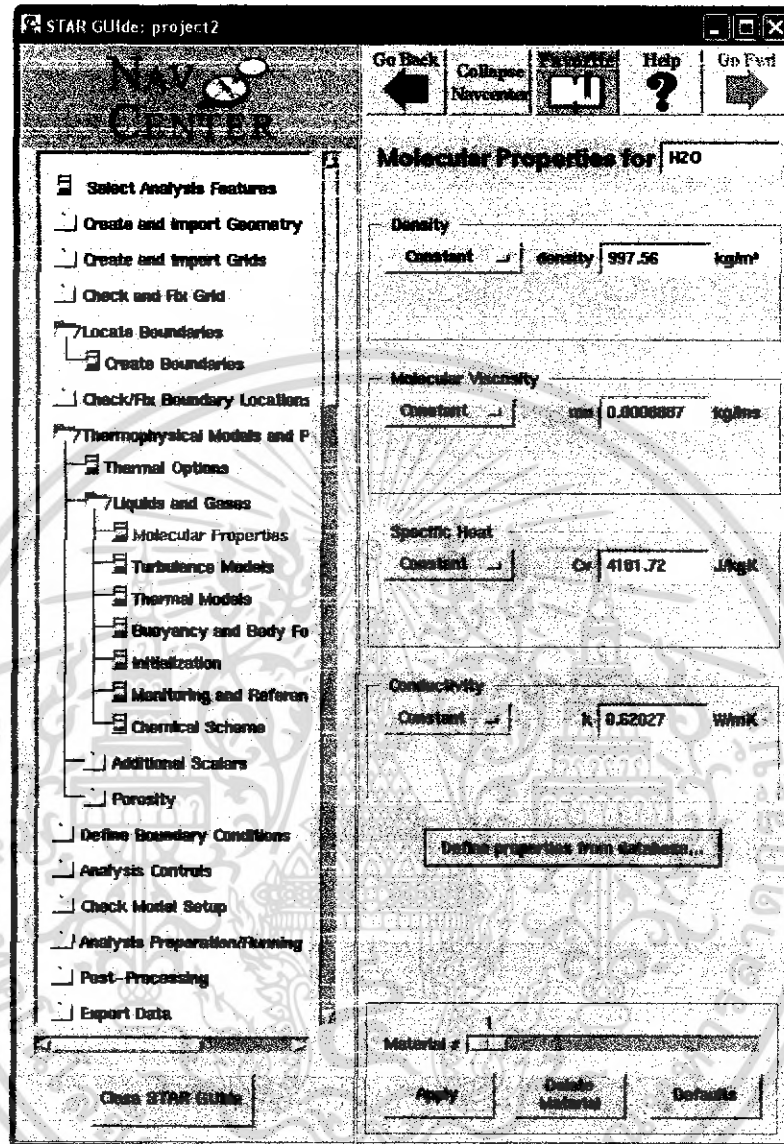 STAR GUIde: project2
NAV
CENTER
Go Back
Collapse
Navcenter
Favorite
Help
Go Fwd
Molecular Properties for H2O
Select Analysis Features
Create and Import Geometry
Create and Import Grids
Check and Fix Grid
Locate Boundaries
Create Boundaries
Check/Fix Boundary Locations
Thermophysical Models and P
Thermal Options
Liquids and Gases
Molecular Properties
Turbulence Models
Thermal Models
Buoyancy and Body Fo
Initialization
Monitoring and Referen
Chemical Scheme
Additional Scalars
Porosity
Define Boundary Conditions
Analysis Controls
Check Model Setup
Analysis Preparation/Running
Post-Processing
Export Data
Close STAR GUIde
Density
Constant density 997.56 kg/m³
Molecular Viscosity
Constant mu 0.0008887 kg/ms
Specific Heat
Constant Cv 4181.72 J/kgK
Conductivity
Constant k 0.62027 W/mK
Define properties from database...
1
Material #
Apply
Delete
Material
Defaults